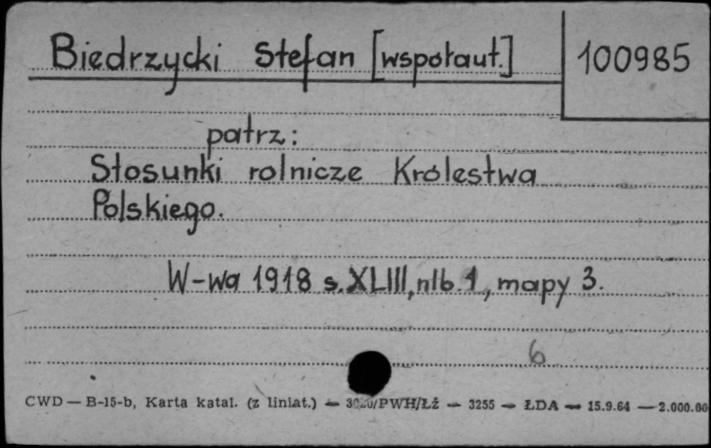 Biedrzycki Stefan [wspołaut.] 100985
patrz:
Stosunki rolnicze Królestwa
Polskiego.
W-wa 1918 s. XLIII, nlb. 1, mapy 3.
6
CWD — B-15-b, Karta katal. (z liniat.) — /PWH/Łż — 3255 — ŁDA — 15.9.64 — 2.000.00